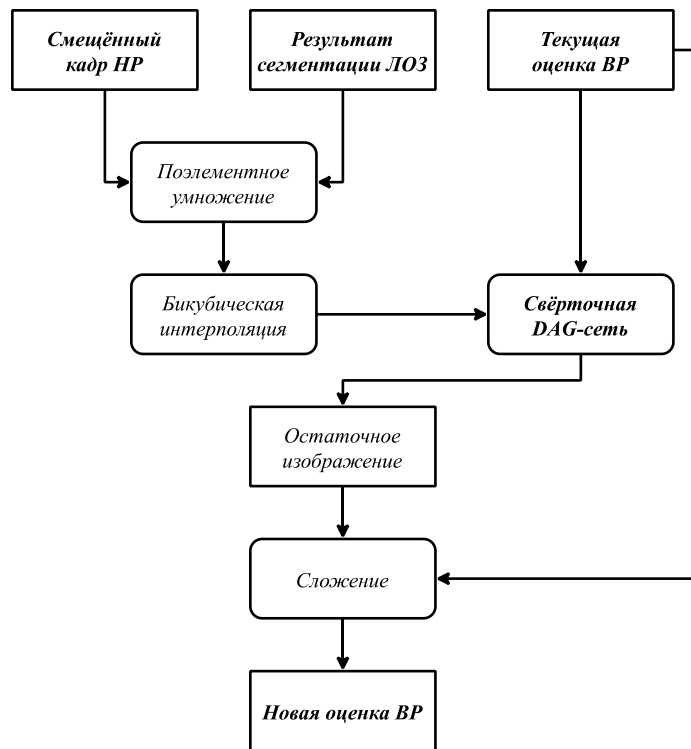 Смещённый
кадр НР
Результат
сегментации ЛОЗ
Текущая
оценка ВР
Поэлементное
умножение
Бикубическая
интерполяция
Свёрточная
DAG-сеть
Остаточное
изображение
Сложение
Новая оценка ВР